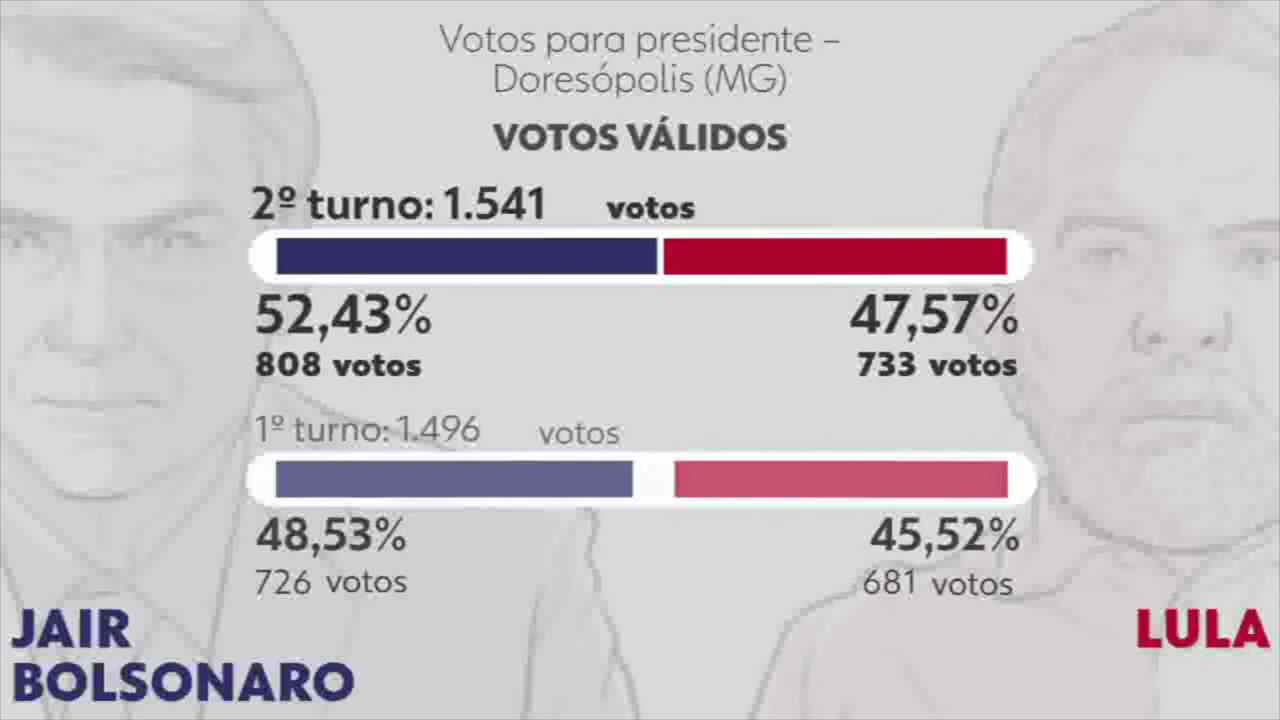 Votos para presidente –
Doresópolis (MG)
VOTOS VÁLIDOS
2º turno: 1.541 votos
52,43% 47,57%
808 votos 733 votos
1º turno: 1.496 votos
48,53% 45,52%
726 votos 681 votos
JAIR
BOLSONARO
LULA